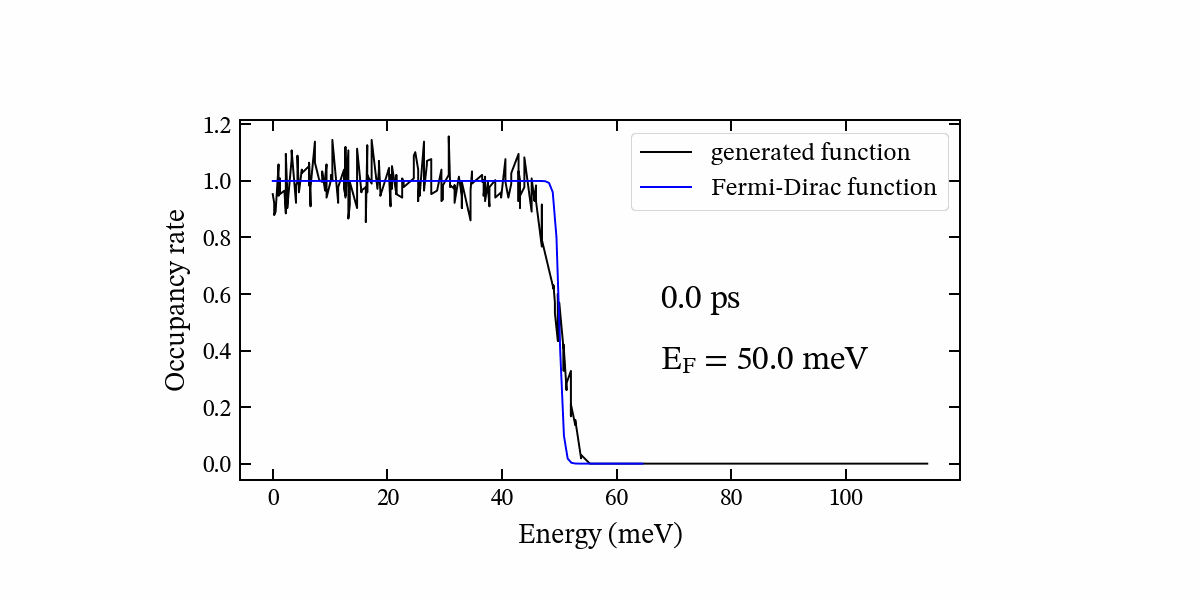 1.2
1.0
0.8
0.6
0.4
0.2
0.0
Occupancy rate
generated function
Fermi-Dirac function
0.0 ps
E_F = 50.0 meV
0 20 40 60 80 100
Energy (meV)